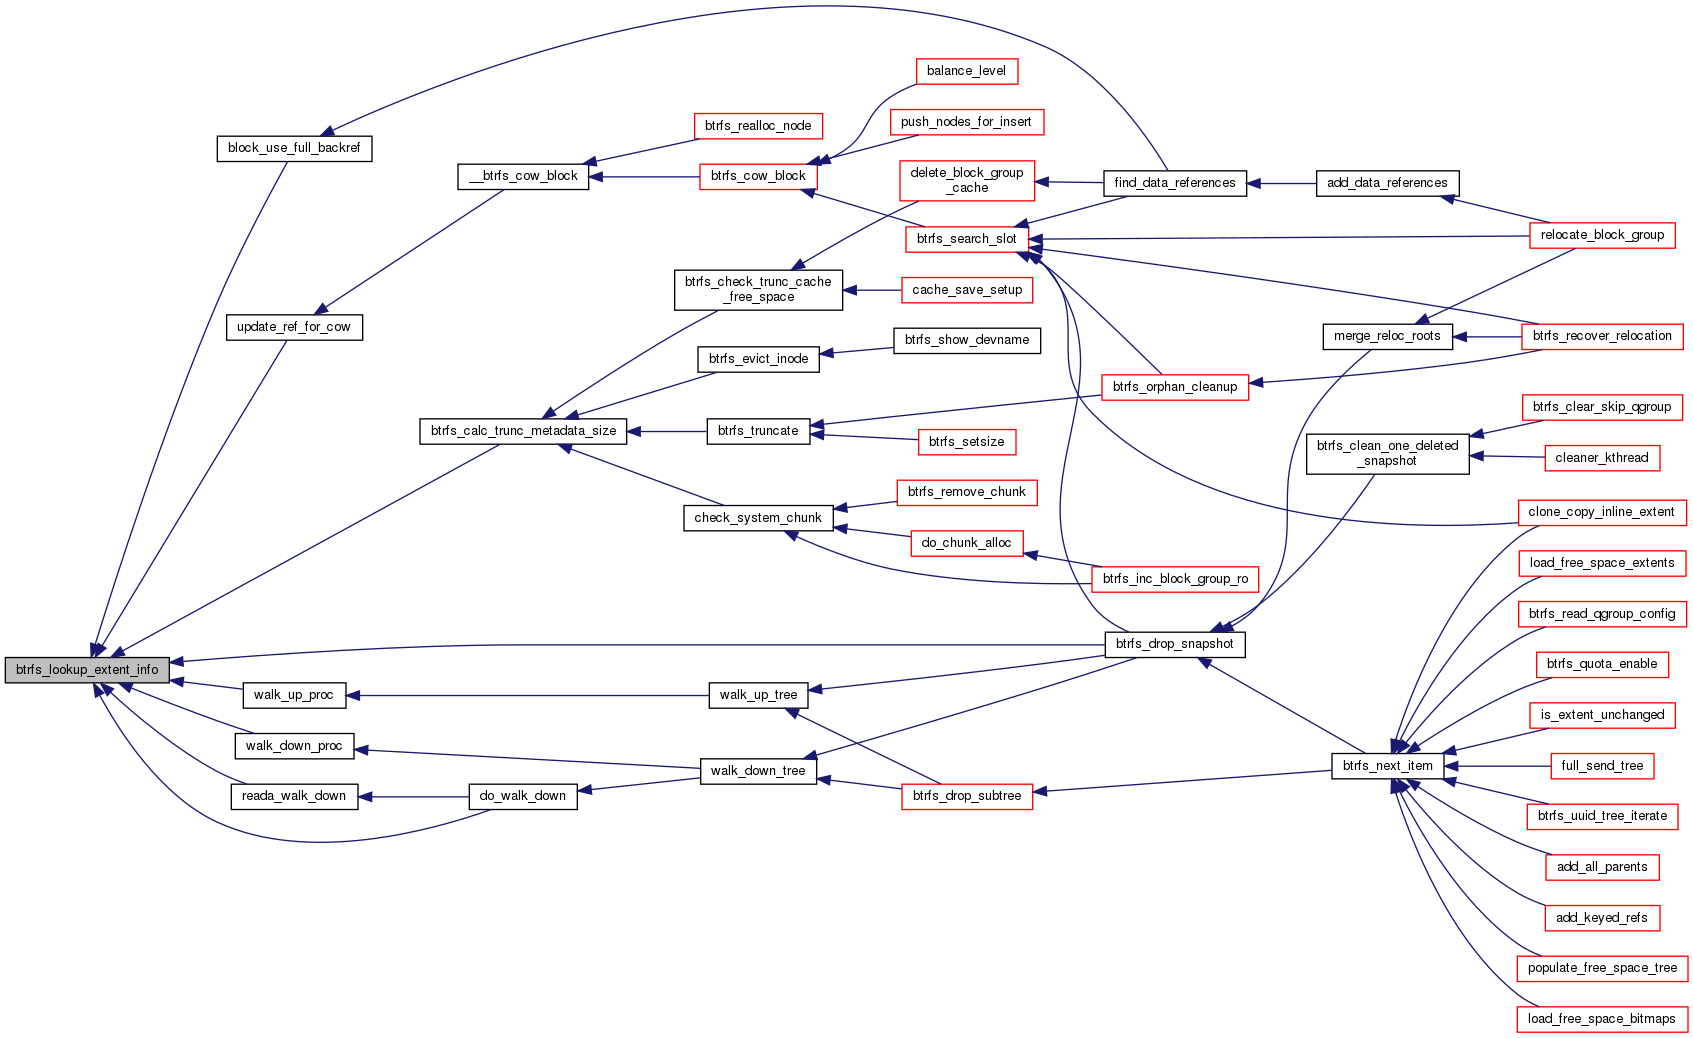 balance_level
push_nodes_for_insert
btrfs_realloc_node
block_use_full_backref
__btrfs_cow_block
btrfs_cow_block
delete_block_group
_cache
find_data_references
add_data_references
btrfs_search_slot
relocate_block_group
btrfs_check_trunc_cache
_free_space
cache_save_setup
update_ref_for_cow
btrfs_show_devname
merge_reloc_roots
btrfs_recover_relocation
btrfs_evict_inode
btrfs_orphan_cleanup
btrfs_clear_skip_qgroup
btrfs_calc_trunc_metadata_size
btrfs_truncate
btrfs_setsize
btrfs_clean_one_deleted
_snapshot
cleaner_kthread
btrfs_remove_chunk
check_system_chunk
clone_copy_inline_extent
do_chunk_alloc
load_free_space_extents
btrfs_inc_block_group_ro
btrfs_read_qgroup_config
btrfs_drop_snapshot
btrfs_lookup_extent_info
btrfs_quota_enable
walk_up_proc
walk_up_tree
is_extent_unchanged
walk_down_proc
walk_down_tree
btrfs_next_item
full_send_tree
reada_walk_down
do_walk_down
btrfs_drop_subtree
btrfs_uuid_tree_iterate
add_all_parents
add_keyed_refs
populate_free_space_tree
load_free_space_bitmaps